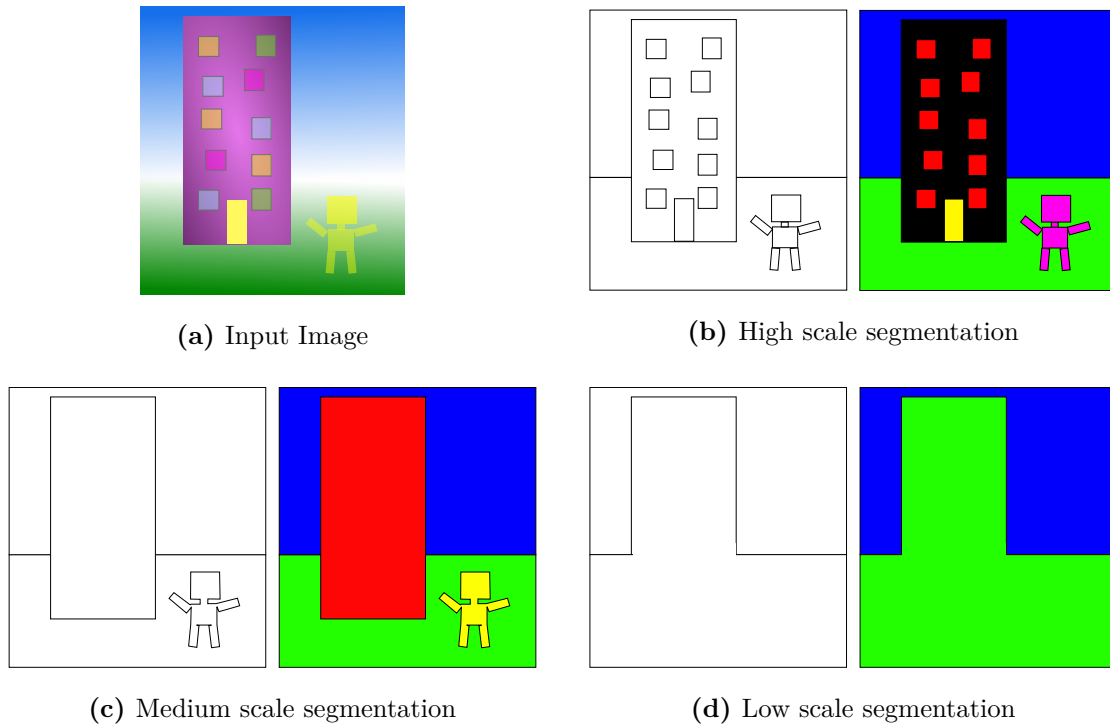 (a) Input Image
(b) High scale segmentation
(c) Medium scale segmentation
(d) Low scale segmentation